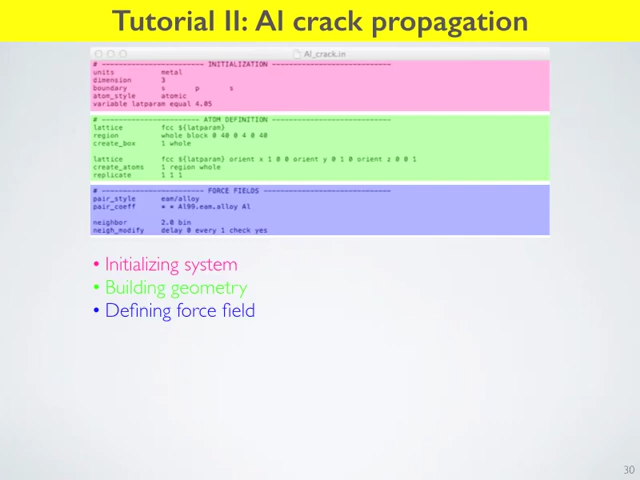 Tutorial II: Al crack propagation
Al_crack.in
# ------------------------ INITIALIZATION ----------------------------
units metal
dimension 3
boundary s p s
atom_style atomic
variable latparam equal 4.05
# ------------------------ ATOM DEFINITION ----------------------------
lattice fcc ${latparam}
region whole block 0 40 0 4 0 40
create_box 1 whole
lattice fcc ${latparam} orient x 1 0 0 orient y 0 1 0 orient z 0 0 1
create_atoms 1 region whole
replicate 1 1 1
# ------------------------ FORCE FIELDS ------------------------------
pair_style eam/alloy
pair_coeff * * Al99.eam.alloy Al
neighbor 2.0 bin
neigh_modify delay 0 every 1 check yes
• Initializing system
• Building geometry
• Defining force field
30